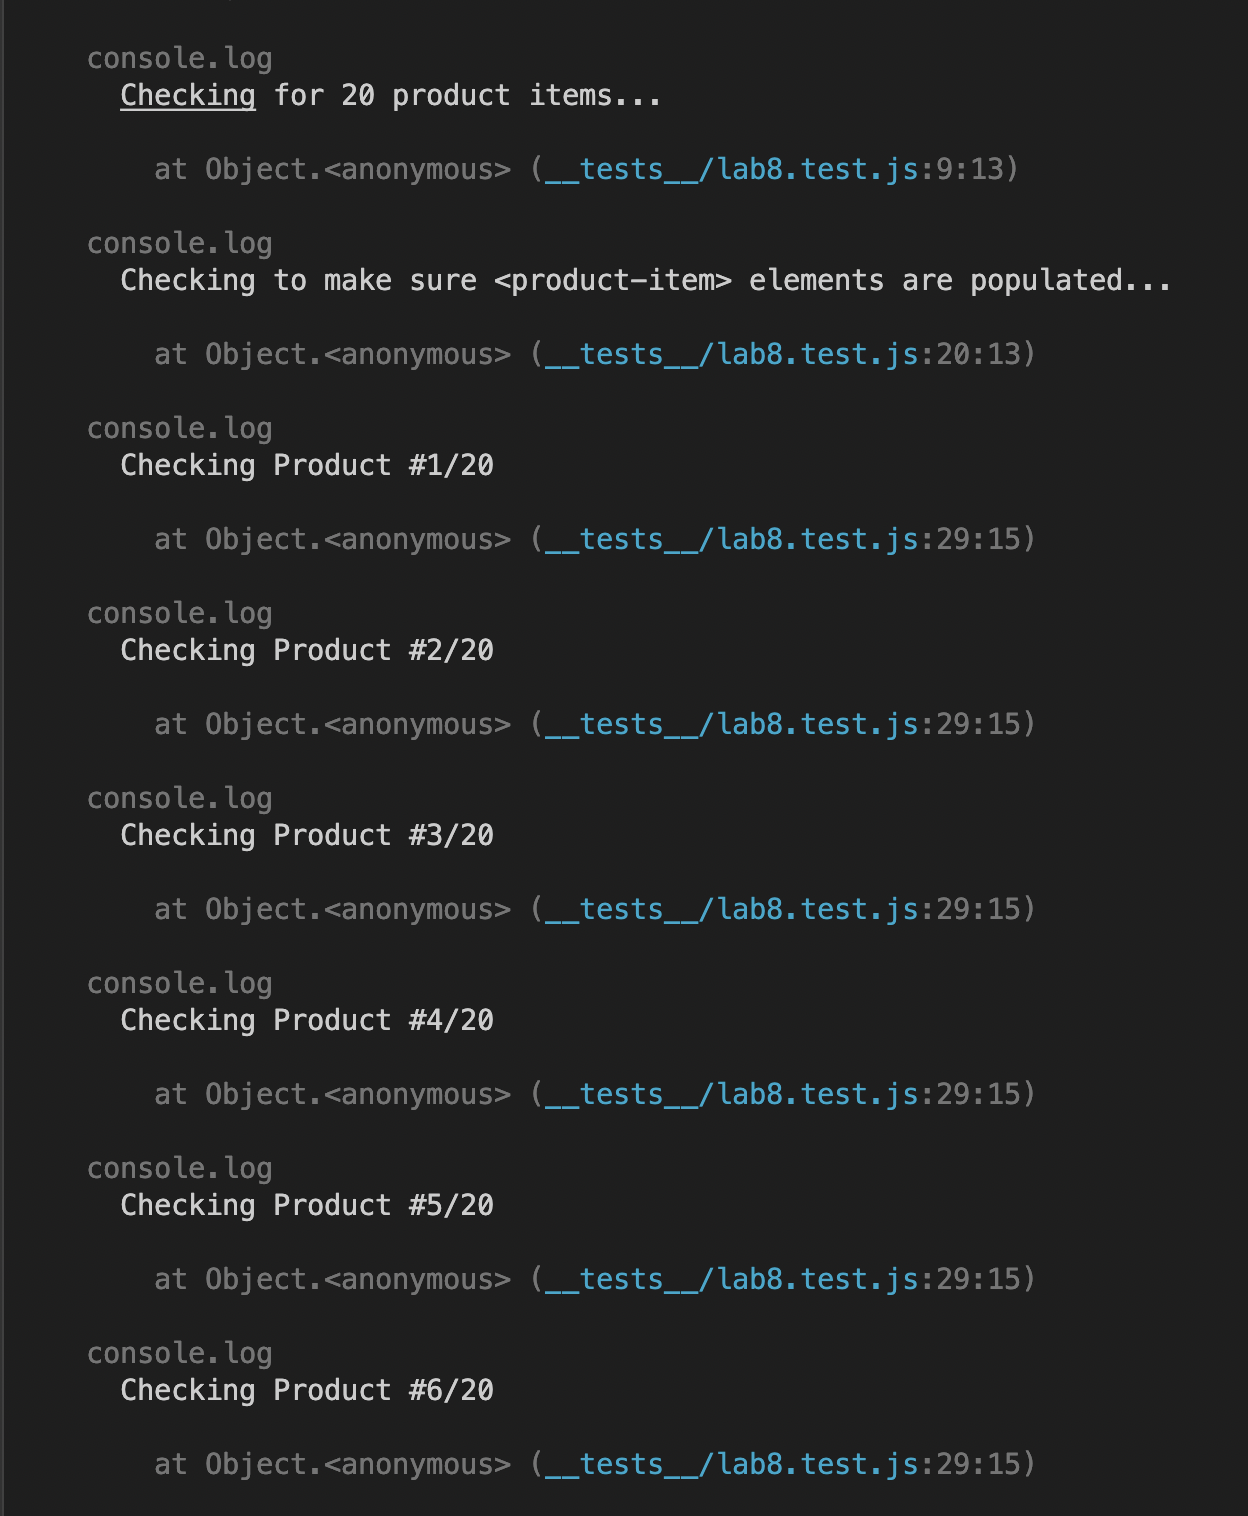 console.log
Checking for 20 product items...
at Object.<anonymous> (__tests__/lab8.test.js:9:13)
console.log
Checking to make sure <product-item> elements are populated...
at Object.<anonymous> (__tests__/lab8.test.js:20:13)
console.log
Checking Product #1/20
at Object.<anonymous> (__tests__/lab8.test.js:29:15)
console.log
Checking Product #2/20
at Object.<anonymous> (__tests__/lab8.test.js:29:15)
console.log
Checking Product #3/20
at Object.<anonymous> (__tests__/lab8.test.js:29:15)
console.log
Checking Product #4/20
at Object.<anonymous> (__tests__/lab8.test.js:29:15)
console.log
Checking Product #5/20
at Object.<anonymous> (__tests__/lab8.test.js:29:15)
console.log
Checking Product #6/20
at Object.<anonymous> (__tests__/lab8.test.js:29:15)